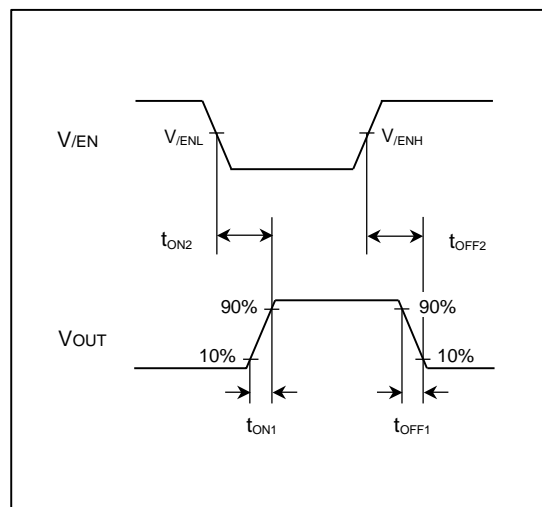 V/EN
V/ENL
V/ENH
tON2
tOFF2
VOUT
90%
90%
10%
10%
tON1
tOFF1